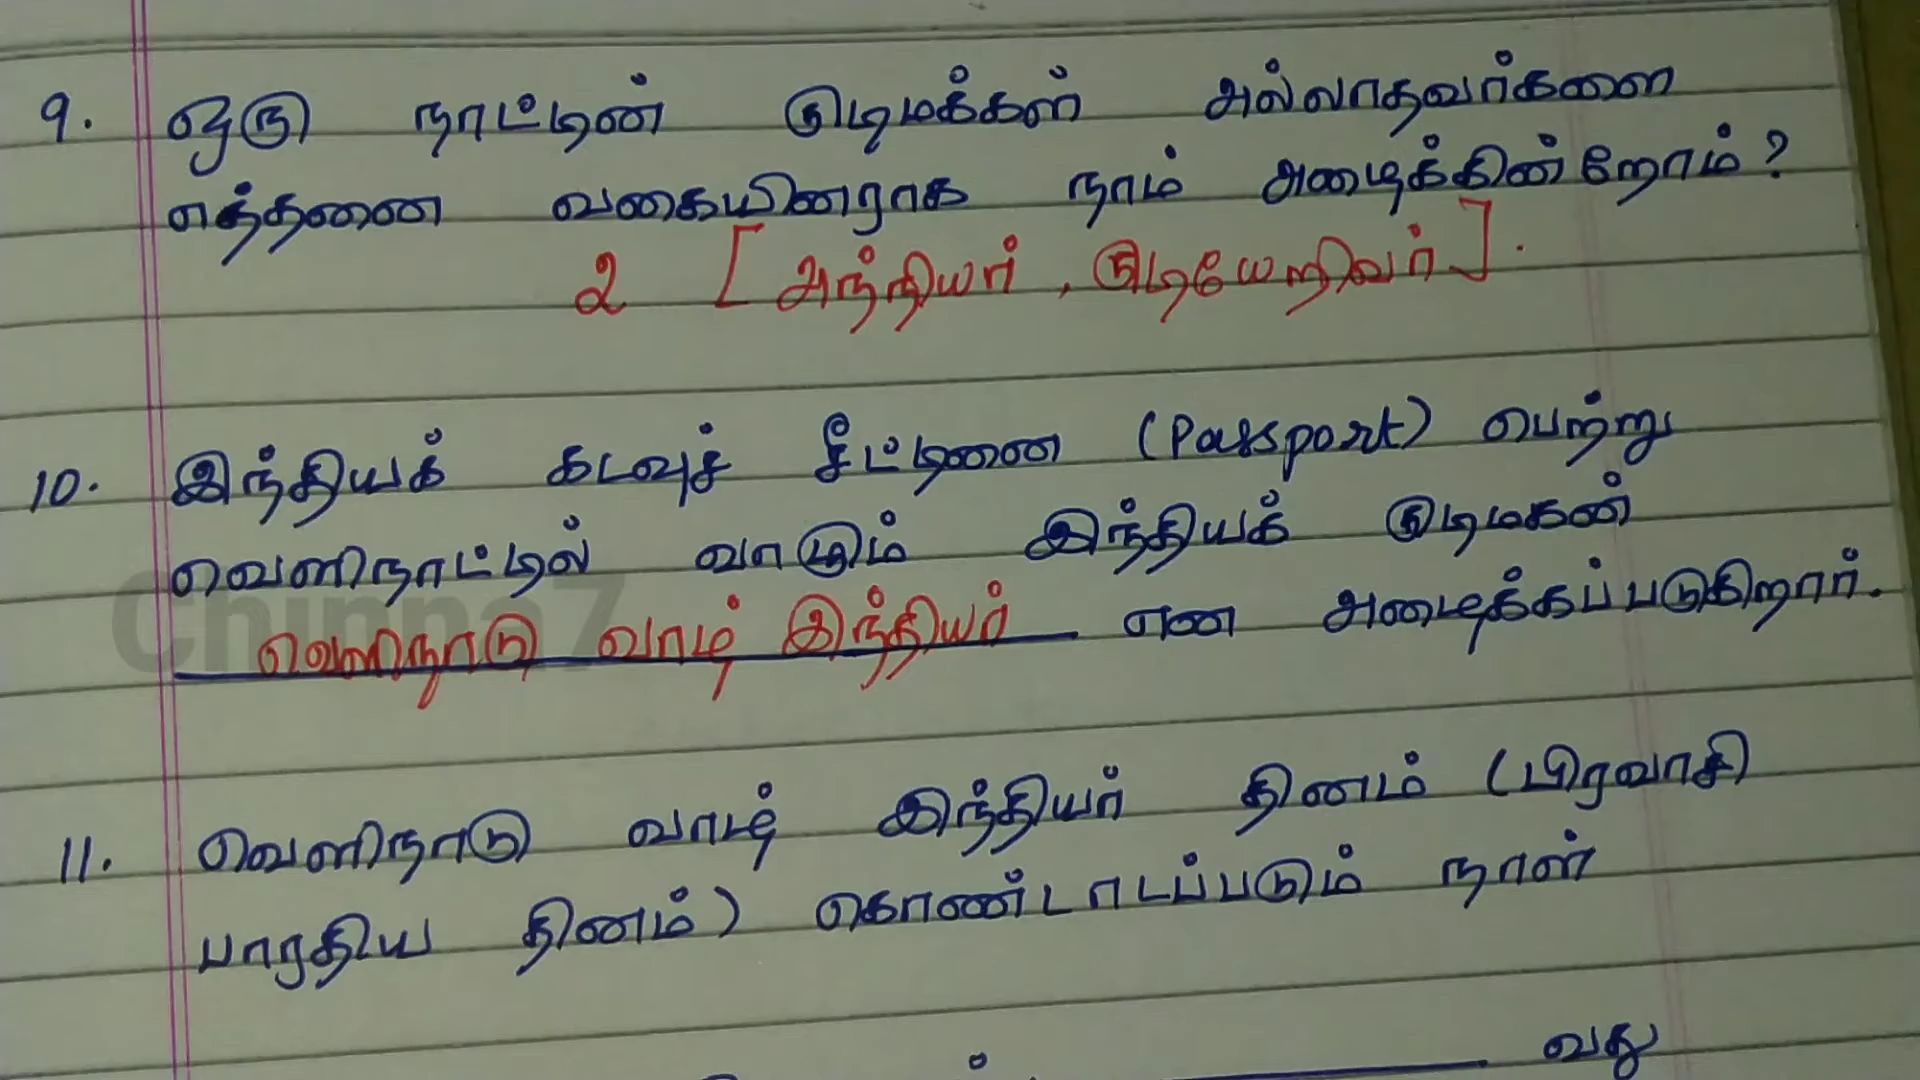 9. ஒரு நாட்டின் குடிமக்கள் அல்லாதவர்களை
எத்தனை வகையினராக நாம் அழைக்கின்றோம்?
2 [அந்நியர், குடியேறிவர்].
10. இந்தியக் கடவுச் சீட்டினை (Passport) பெற்று
வெளிநாட்டில் வாழும் இந்தியக் குடிமகன்
வெளிநாடு வாழ் இந்தியர் என அழைக்கப்படுகிறார்.
Chinna7
11. வெளிநாடு வாழ் இந்தியர் தினம் (பிரவாசி
பாரதிய தினம்) கொண்டாடப்படும் நாள்
வது